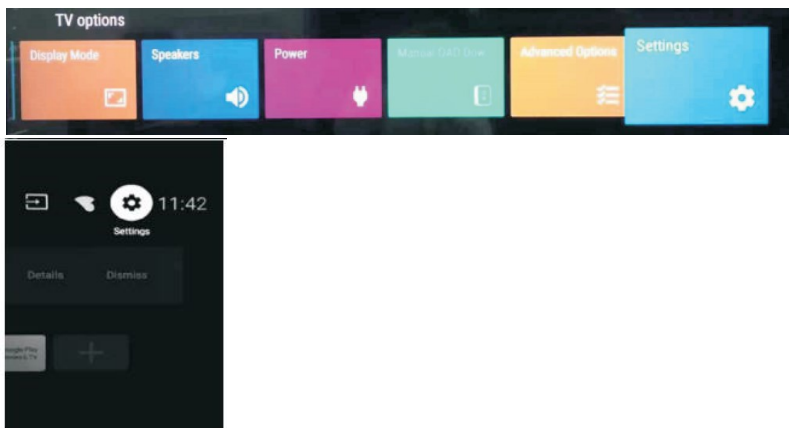 TV options
Display Mode
Speakers
Power
Advanced Options
Settings
11:42
Settings
Details
Dismiss